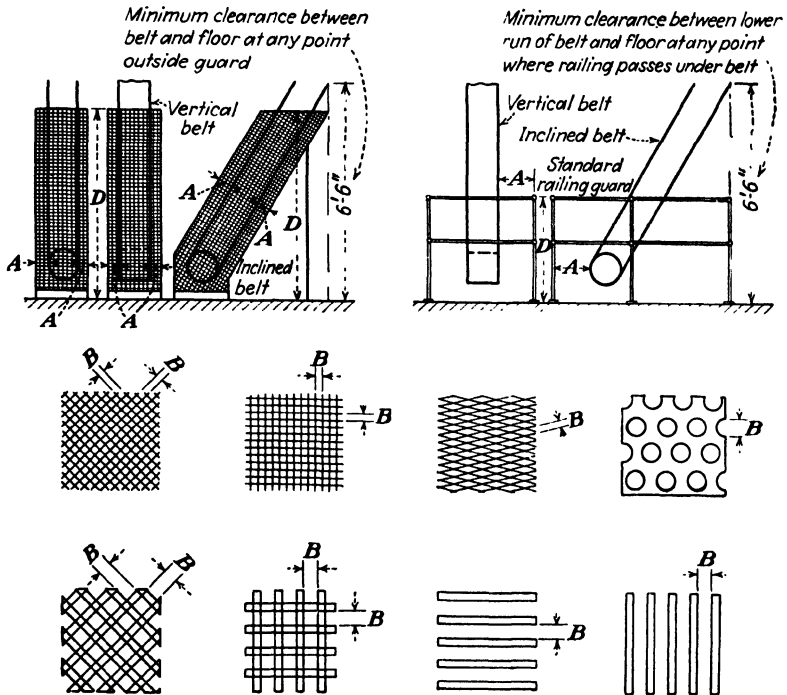 Minimum clearance between
belt and floor at any point
outside guard
Vertical
belt
D
A
A
D
6'6"
A
Inclined
belt
A
A
Minimum clearance between lower
run of belt and floor at any point
where railing passes under belt
Vertical belt
Inclined belt
A
Standard
railing guard
6'6"
D
A
B
B
B
B
B
B
B
B
B
B
B
B